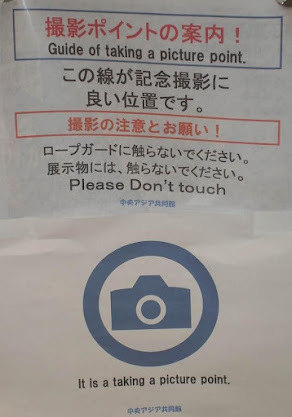 撮影ポイントの案内！
Guide of taking a picture point.
この線が記念撮影に
良い位置です。
撮影の注意とお願い！
ロープガードに触らないでください。
展示物には、触らないでください。
Please Don't touch
中央アジア共同館
It is a taking a picture point.
中央アジア共同館